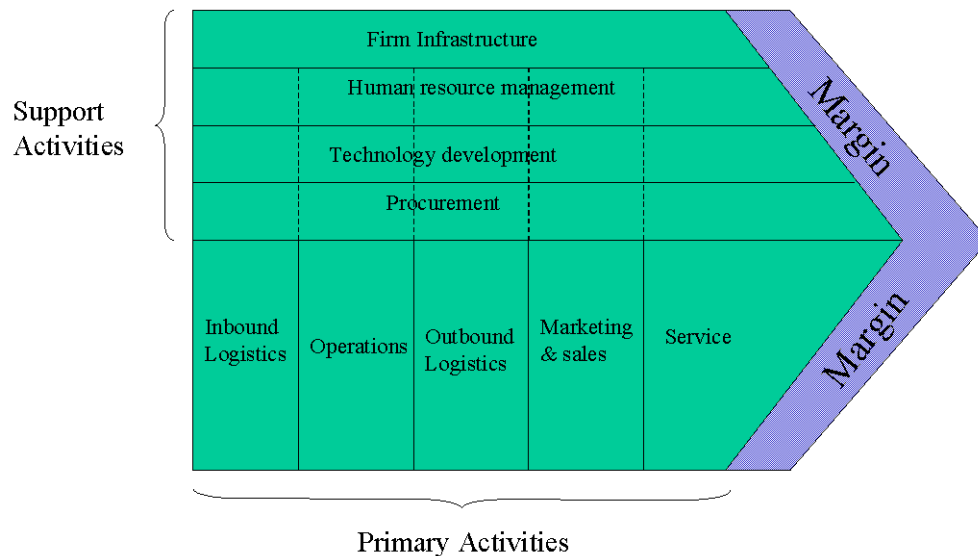 Firm Infrastructure
Human resource management
Support
Activities
Technology development
Procurement
Margin
Inbound
Logistics
Operations
Outbound
Logistics
Marketing
& sales
Service
Margin
Primary Activities